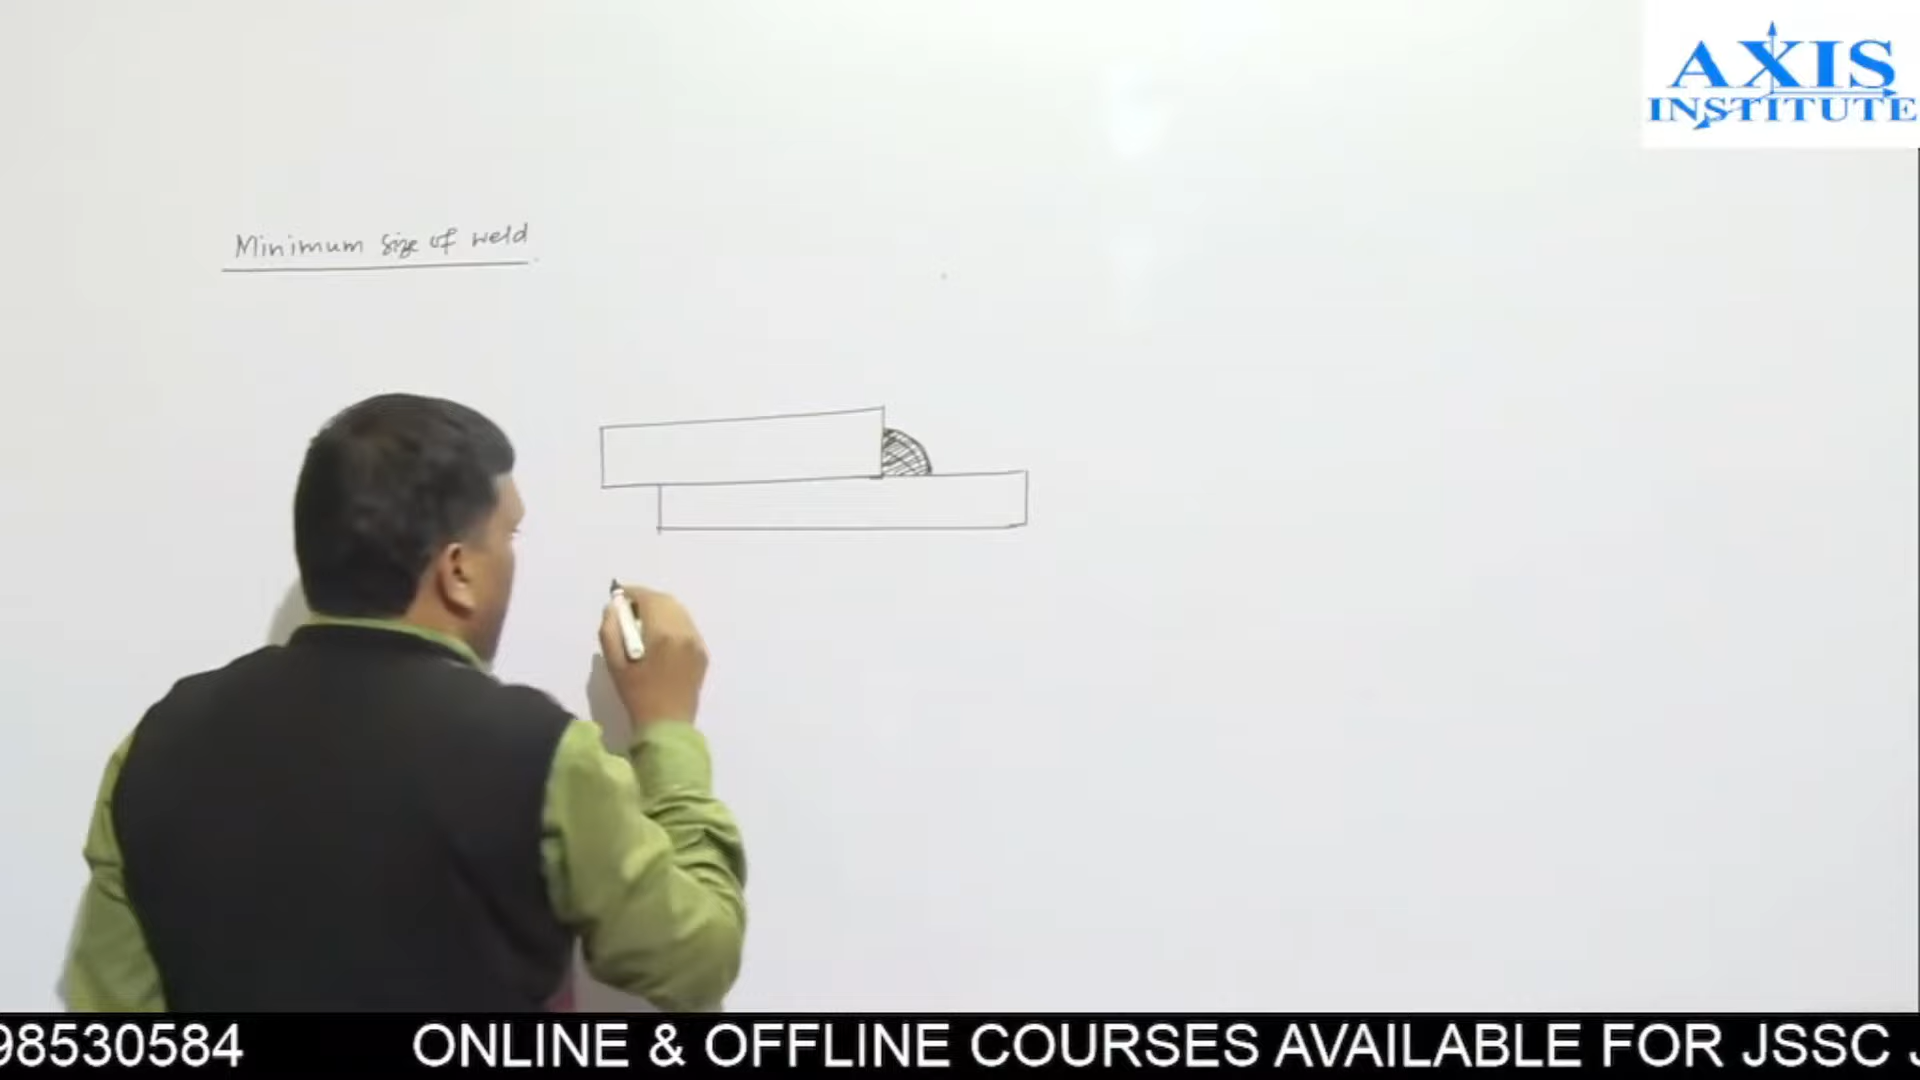 AXIS
INSTITUTE
Minimum size of weld
98530584 ONLINE & OFFLINE COURSES AVAILABLE FOR JSSC J